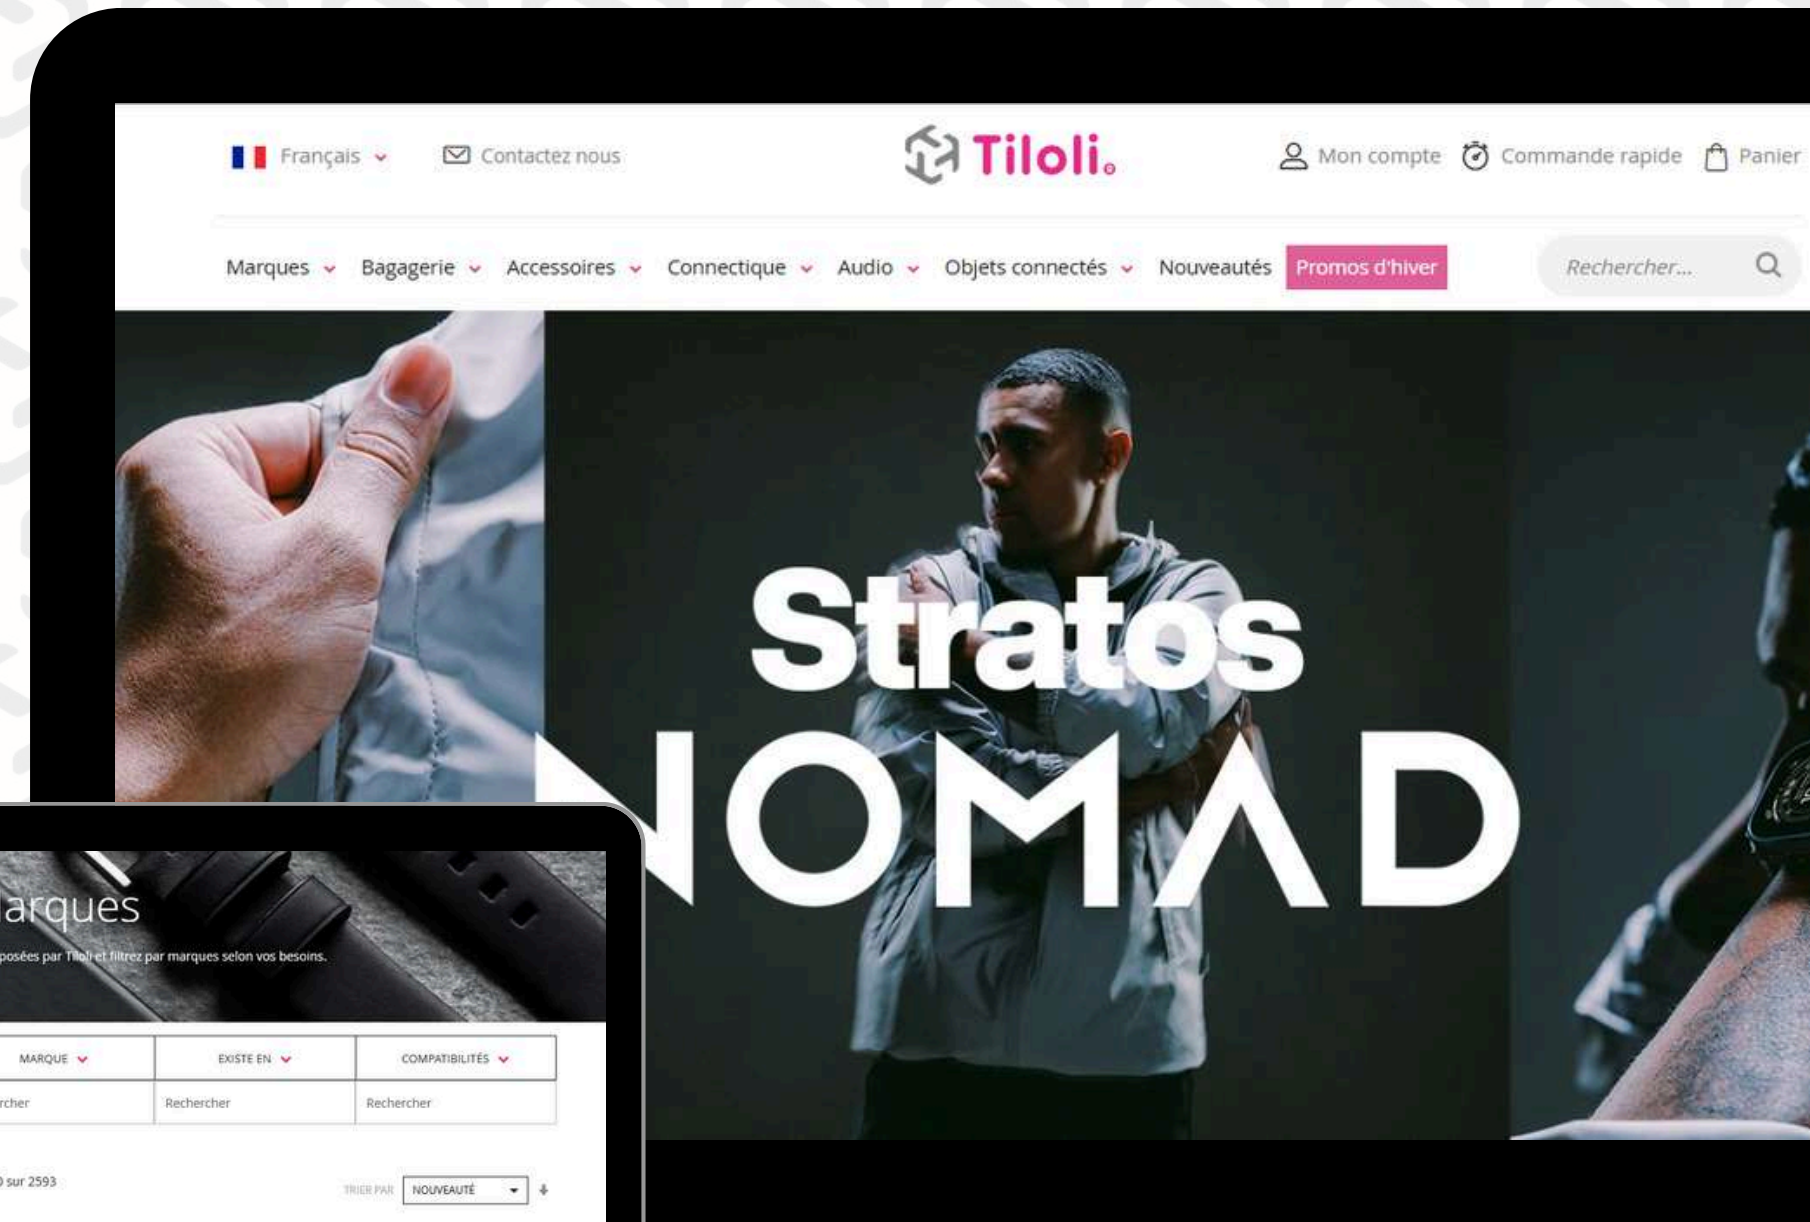 Français
Contactez nous
Tiloli
Mon compte
Commande rapide
Panier
Marques Bagagerie Accessoires Connectique Audio Objets connectés Nouveautés Promos d'hiver
Rechercher...
Stratos
NOMAD
arques
posées par Tiloli et filtrez par marques selon vos besoins.
MARQUE EXISTE EN COMPATIBILITÉS
rcher Rechercher Rechercher
0 sur 2593
TRIER PAR NOUVEAUTÉ